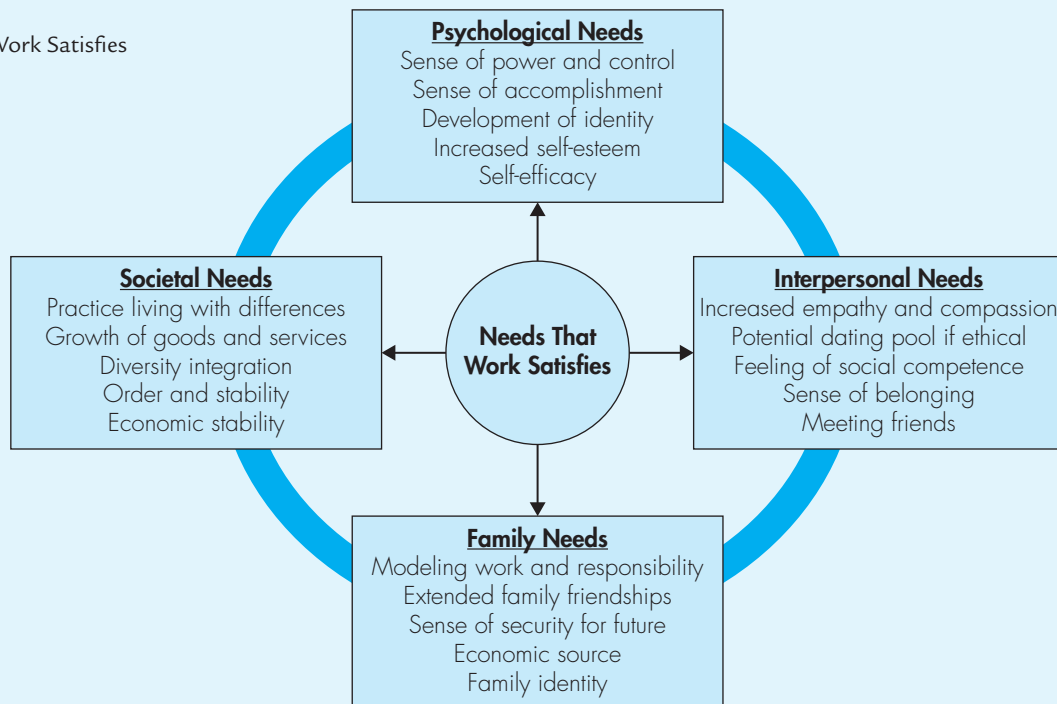 Work Satisfies
Psychological Needs
Sense of power and control
Sense of accomplishment
Development of identity
Increased self-esteem
Self-efficacy
Societal Needs
Practice living with differences
Growth of goods and services
Diversity integration
Order and stability
Economic stability
Needs That
Work Satisfies
Interpersonal Needs
Increased empathy and compassion
Potential dating pool if ethical
Feeling of social competence
Sense of belonging
Meeting friends
Family Needs
Modeling work and responsibility
Extended family friendships
Sense of security for future
Economic source
Family identity